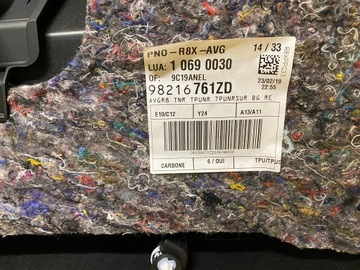 PNO-R8X-AVG 14 / 33
LUA: 1 069 0030
OF: 9C19ANEL
23/02/19
22:55
98216761ZD
AVGR8 TNR TPUNR TPUNRSUR BG RE
E10/C12 Y24 A13/A11
CARBONE 6 / OUI TPU/TPUS